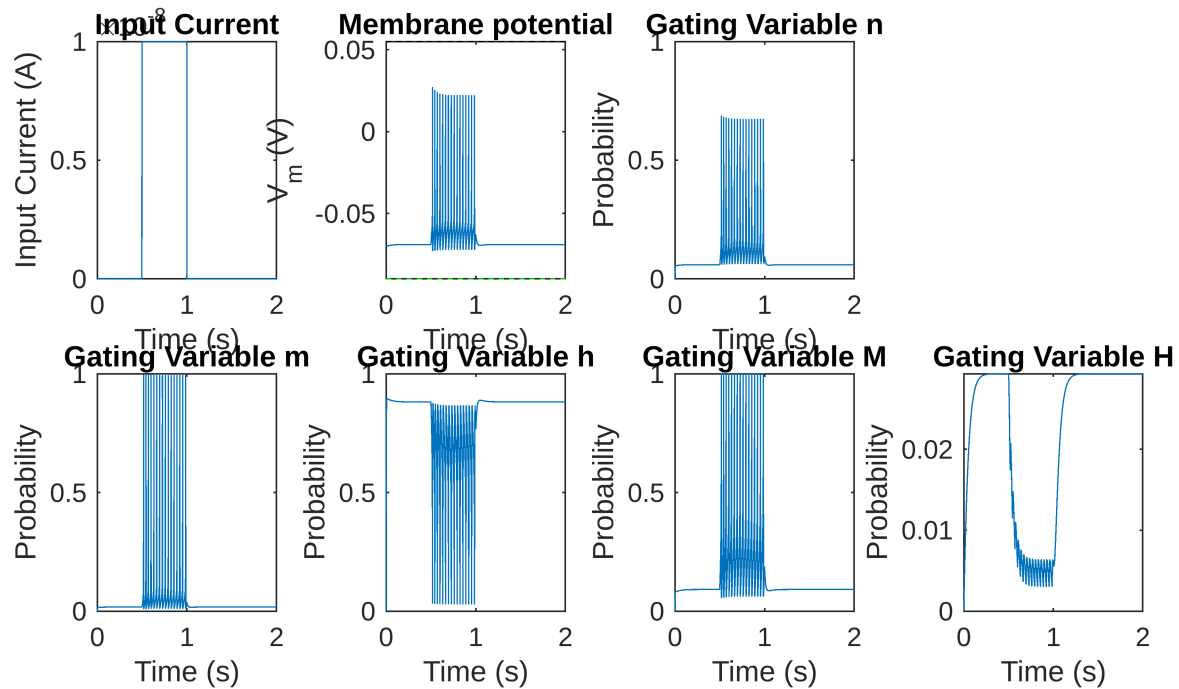 Input Current
×10-8
Input Current (A)
1
0.5
0
0 1 2
Time (s)
Membrane potential
Vm (V)
0.05
0
-0.05
0 1 2
Time (s)
Gating Variable n
Probability
1
0.5
0
0 1 2
Time (s)
Gating Variable m
Probability
1
0.5
0
0 1 2
Time (s)
Gating Variable h
Probability
1
0.5
0
0 1 2
Time (s)
Gating Variable M
Probability
1
0.5
0
0 1 2
Time (s)
Gating Variable H
Probability
0.02
0.01
0
0 1 2
Time (s)